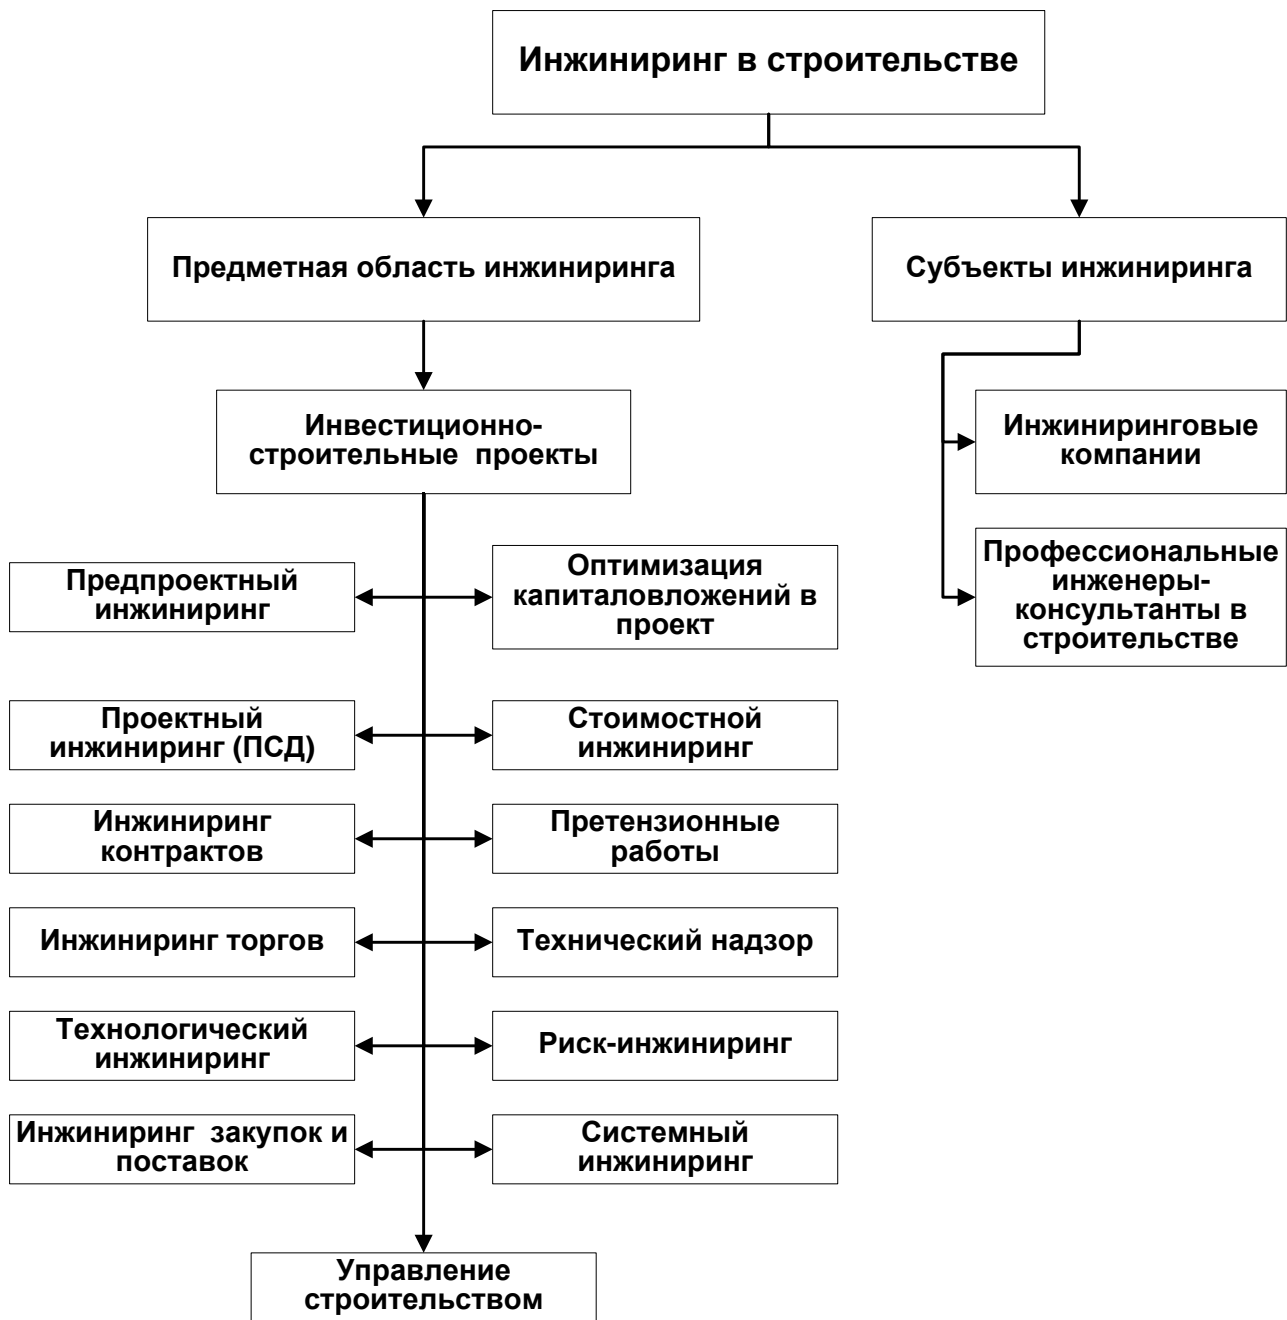 Инжиниринг в строительстве
Предметная область инжиниринга
Субъекты инжиниринга
Инвестиционно-
строительные проекты
Инжиниринговые
компании
Профессиональные
инженеры-
консультанты в
строительстве
Предпроектный
инжиниринг
Оптимизация
капиталовложений в
проект
Проектный
инжиниринг (ПСД)
Стоимостной
инжиниринг
Инжиниринг
контрактов
Претензионные
работы
Инжиниринг торгов
Технический надзор
Технологический
инжиниринг
Риск-инжиниринг
Инжиниринг закупок и
поставок
Системный
инжиниринг
Управление
строительством